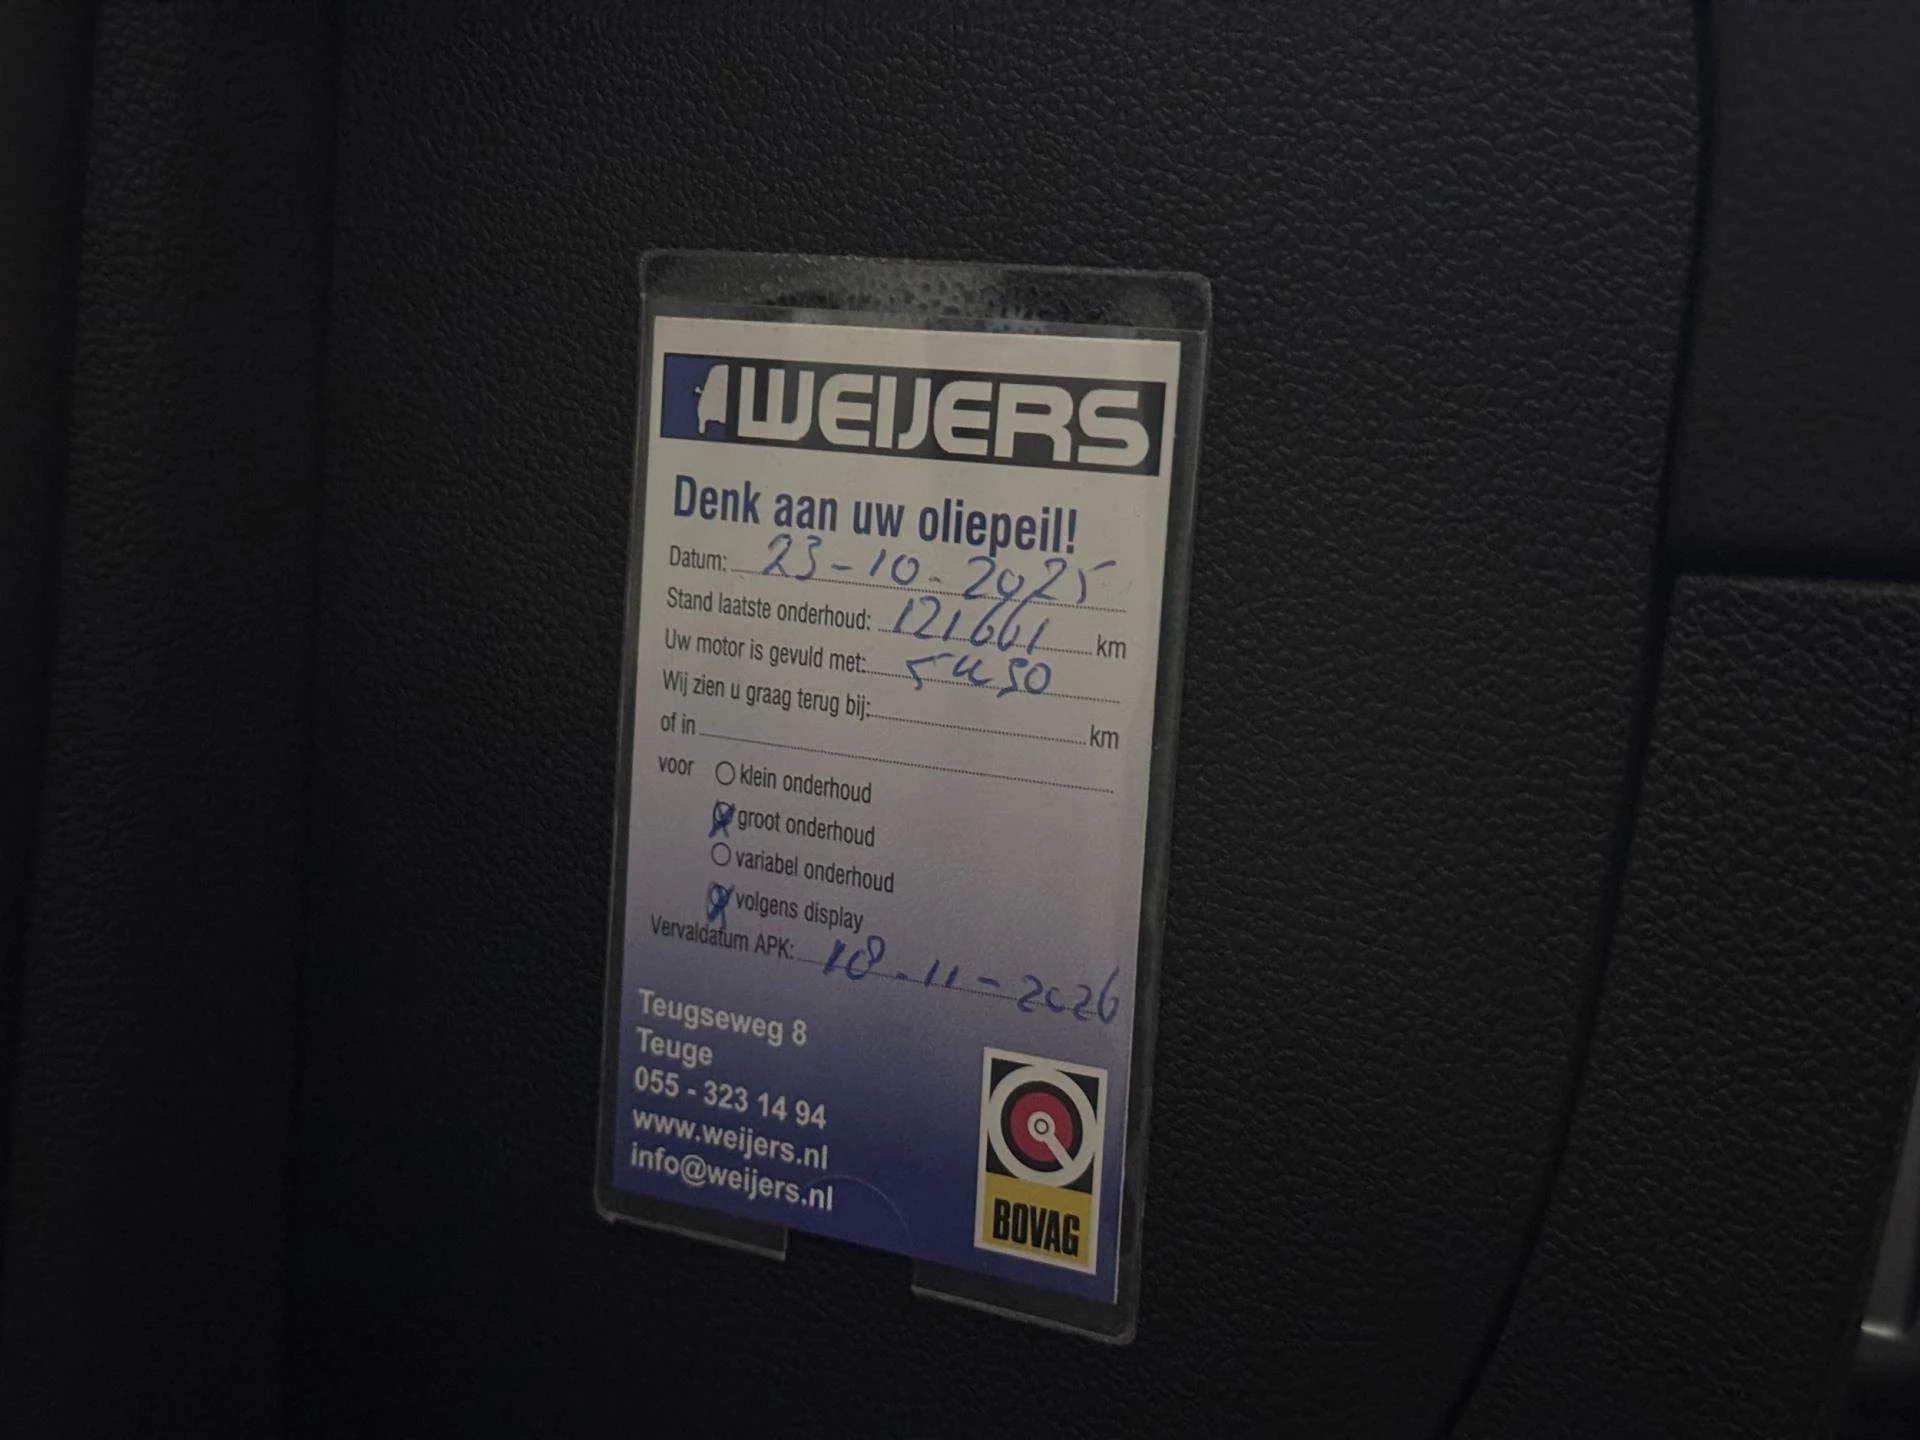 WEIJERS
Denk aan uw oliepeil!
Datum: 23-10-2025
Stand laatste onderhoud: 121661 km
Uw motor is gevuld met: 5W30
Wij zien u graag terug bij: km
of in
voor klein onderhoud
groot onderhoud
variabel onderhoud
volgens display
Vervaldatum APK: 18-11-2026
Teugseweg 8
Teuge
055 - 323 14 94
www.weijers.nl
info@weijers.nl
BOVAG